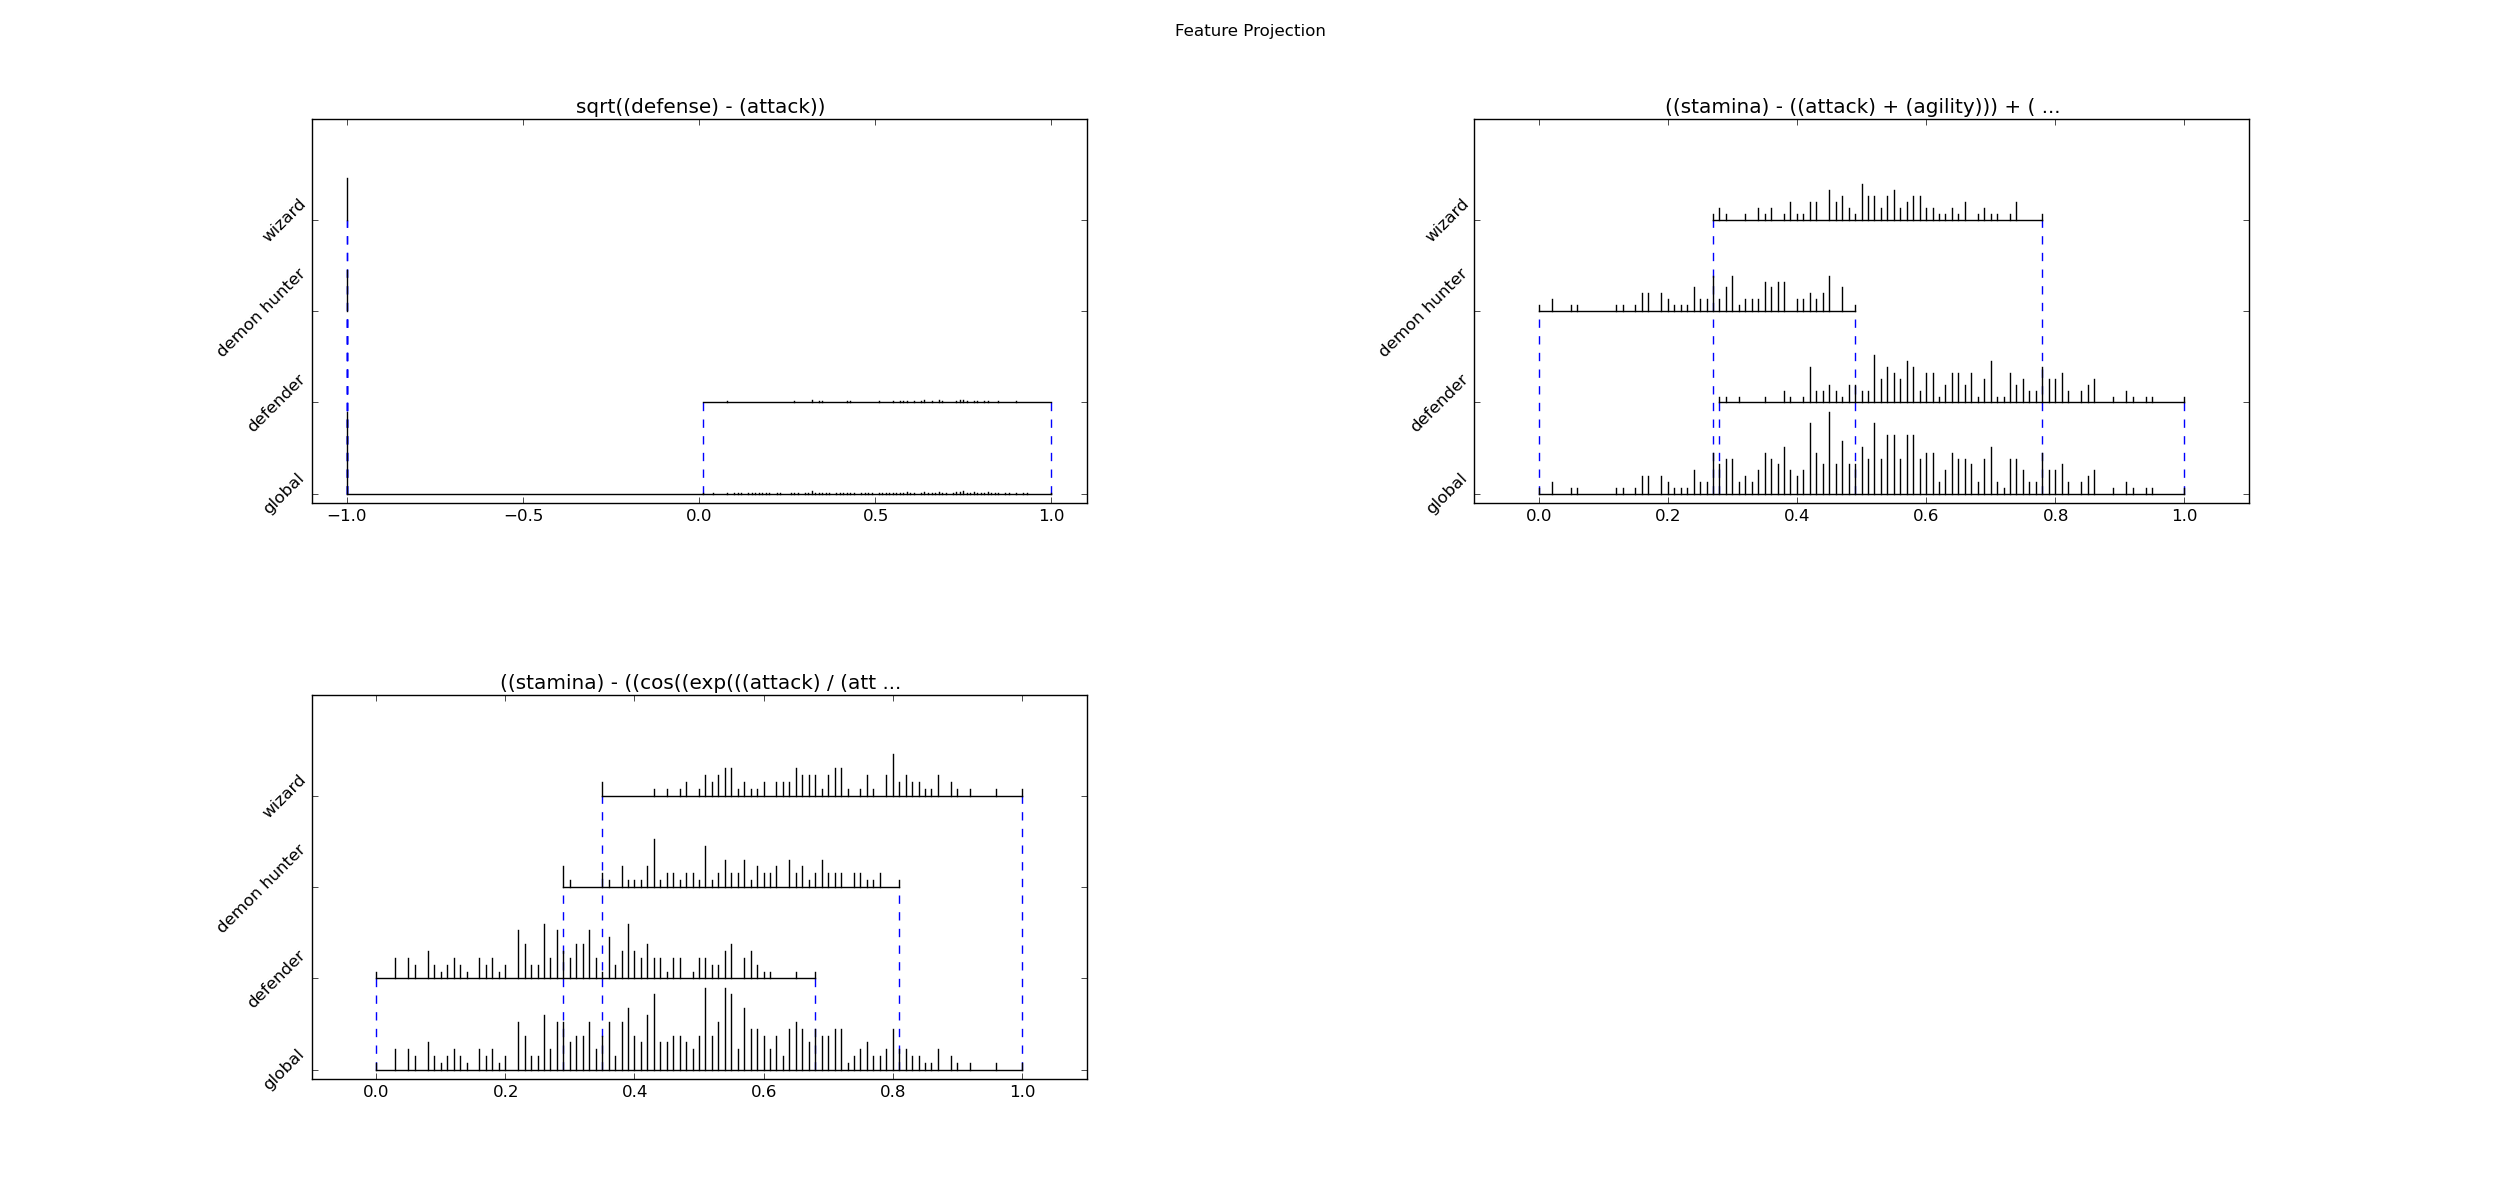 Feature Projection
sqrt((defense) - (attack))
wizard
demon hunter
defender
global
−1.0 −0.5 0.0 0.5 1.0
((stamina) - ((attack) + (agility))) + ( ...
wizard
demon hunter
defender
global
0.0 0.2 0.4 0.6 0.8 1.0
((stamina) - ((cos((exp(((attack) / (att ...
wizard
demon hunter
defender
global
0.0 0.2 0.4 0.6 0.8 1.0